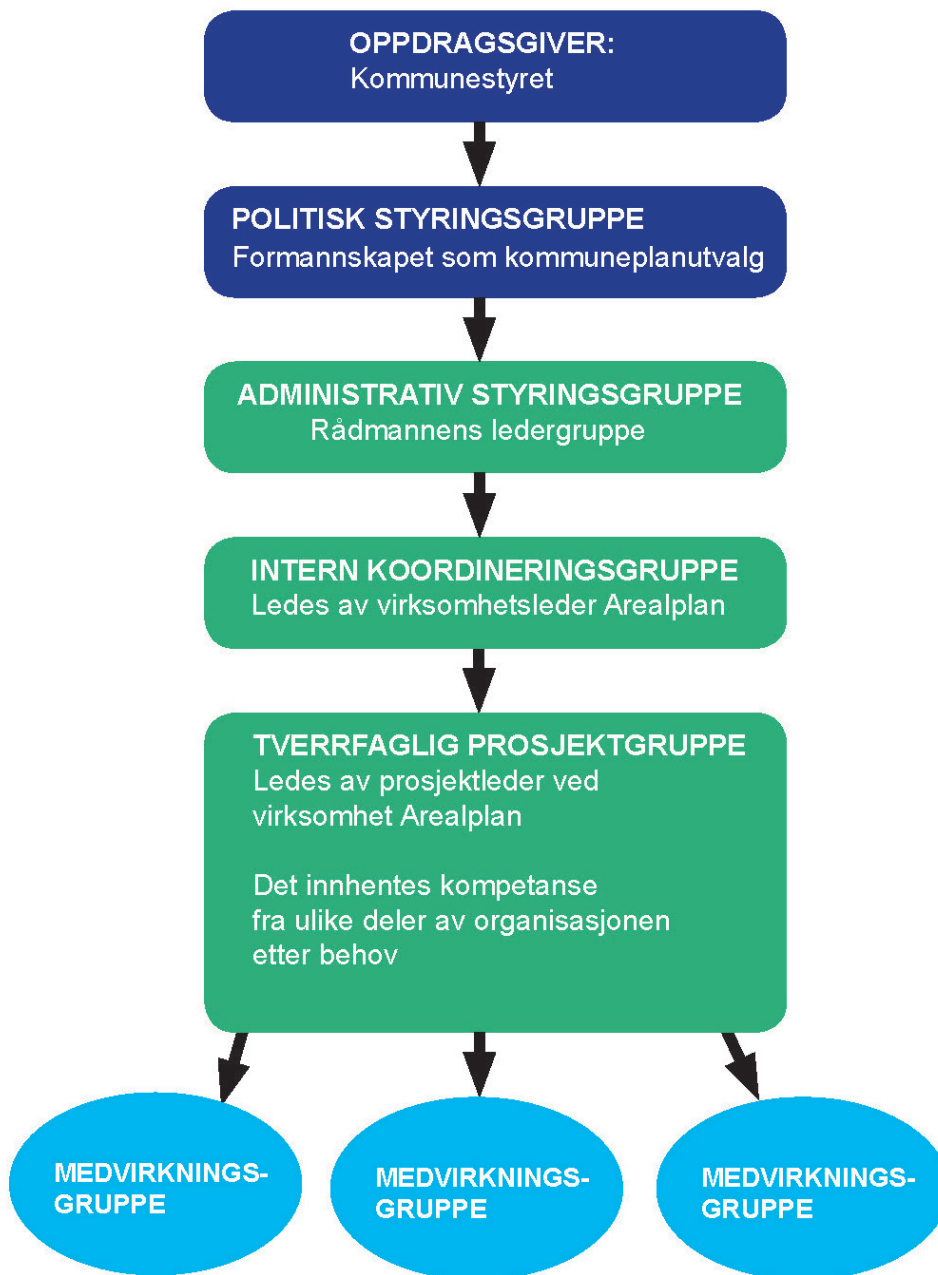 OPPDRAGSGIVER:
Kommunestyret
POLITISK STYRINGSGRUPPE
Formannskapet som kommuneplanutvalg
ADMINISTRATIV STYRINGSGRUPPE
Rådmannens ledergruppe
INTERN KOORDINERINGSGRUPPE
Ledes av virksomhetsleder Arealplan
TVERRFAGLIG PROSJEKTGRUPPE
Ledes av prosjektleder ved
virksomhet Arealplan
Det innhentes kompetanse
fra ulike deler av organisasjonen
etter behov
MEDVIRKNINGS-
GRUPPE
MEDVIRKNINGS-
GRUPPE
MEDVIRKNINGS-
GRUPPE